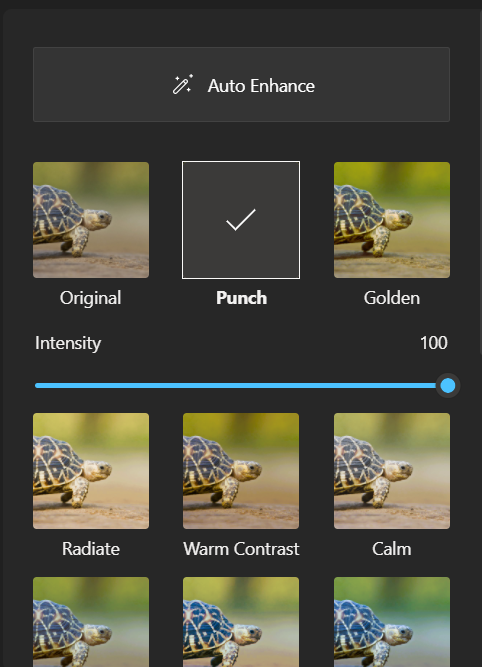 Auto Enhance
Original Punch Golden
Intensity 100
Radiate Warm Contrast Calm